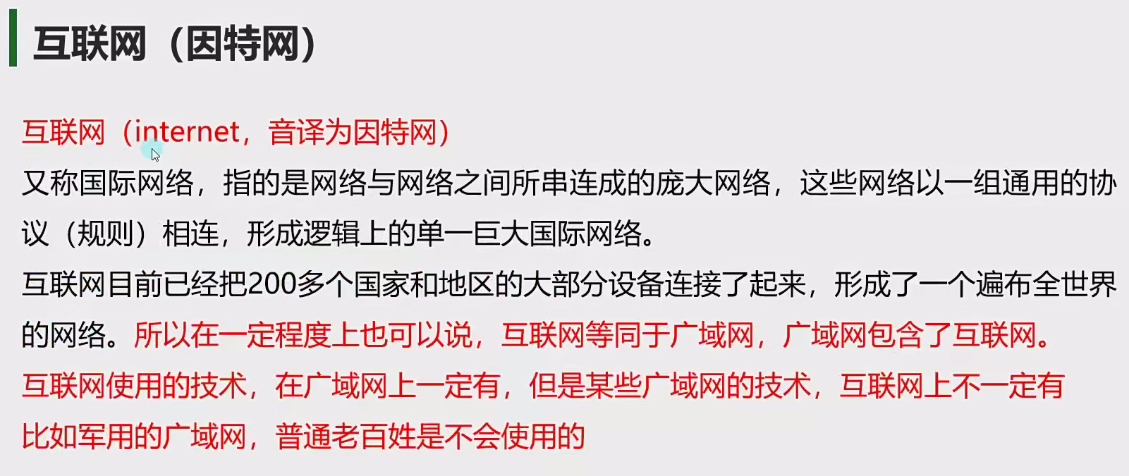 互联网（因特网）
互联网（internet，音译为因特网）
又称国际网络，指的是网络与网络之间所串连成的庞大网络，这些网络以一组通用的协
议（规则）相连，形成逻辑上的单一巨大国际网络。
互联网目前已经把200多个国家和地区的大部分设备连接了起来，形成了一个遍布全世界
的网络。所以在一定程度上也可以说，互联网等同于广域网，广域网包含了互联网。
互联网使用的技术，在广域网上一定有，但是某些广域网的技术，互联网上不一定有
比如军用的广域网，普通老百姓是不会使用的